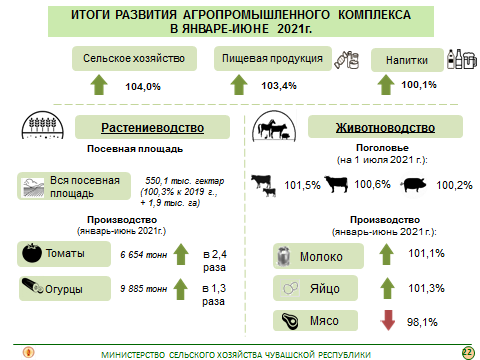 ИТОГИ РАЗВИТИЯ АГРОПРОМЫШЛЕННОГО КОМПЛЕКСА
В ЯНВАРЕ-ИЮНЕ 2021г.
Сельское хозяйство
104,0%
Пищевая продукция
103,4%
Напитки
100,1%
Растениеводство
Посевная площадь
Вся посевная
площадь
550,1 тыс. гектар
(100,3% к 2019 г.,
+ 1,9 тыс. га)
Производство
(январь-июнь 2021г.)
Томаты
6 654 тонн
в 2,4
раза
Огурцы
9 885 тонн
в 1,3
раза
Животноводство
Поголовье
(на 1 июля 2021 г.):
101,5%
100,6%
100,2%
Производство
(январь-июнь 2021 г.):
Молоко
101,1%
Яйцо
101,3%
Мясо
98,1%
МИНИСТЕРСТВО СЕЛЬСКОГО ХОЗЯЙСТВА ЧУВАШСКОЙ РЕСПУБЛИКИ
22